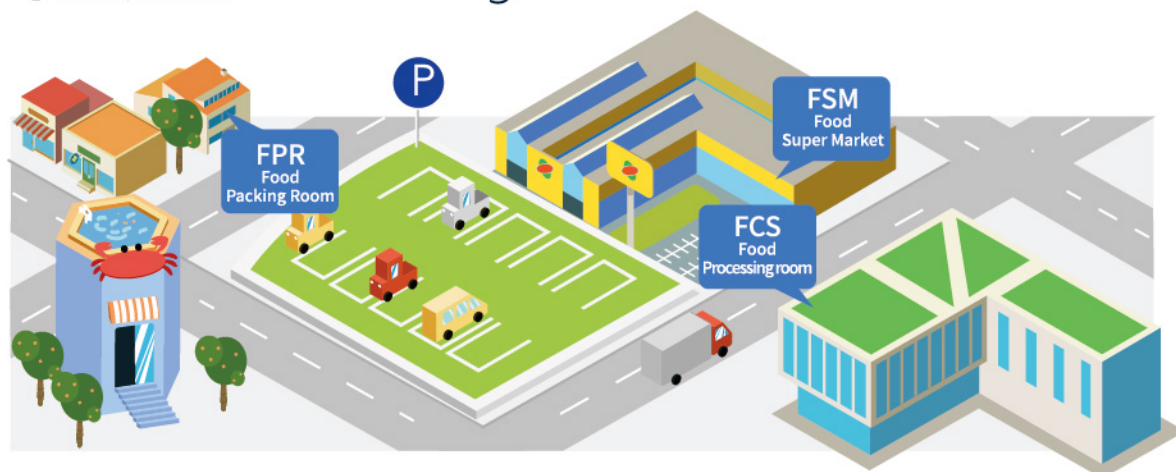 P
FSM
Food
Super Market
FPR
Food
Packing Room
FCS
Food
Processing room